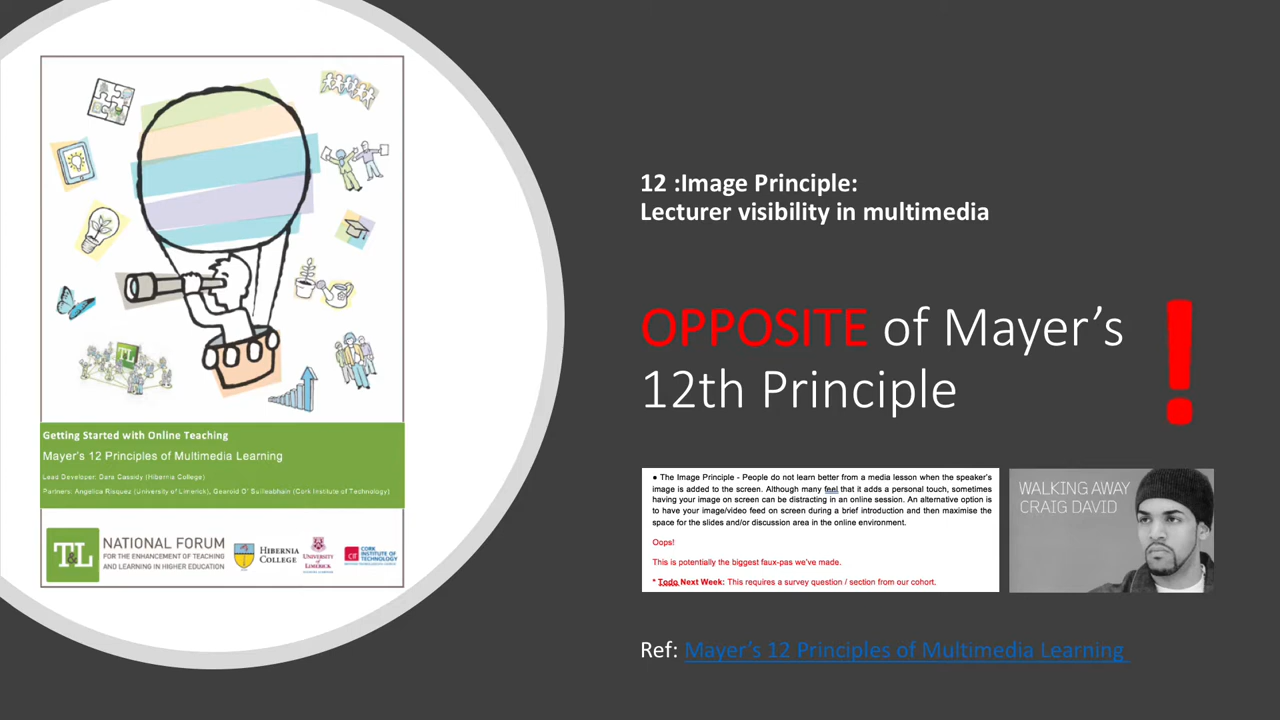 Getting Started with Online Teaching
Mayer's 12 Principles of Multimedia Learning
Lead Developer: Dara Cassidy (Hibernia College)
Partners: Angelica Risquez (University of Limerick), Gearoid O' Suilleabhain (Cork Institute of Technology)
T&L
NATIONAL FORUM
FOR THE ENHANCEMENT OF TEACHING
AND LEARNING IN HIGHER EDUCATION
HIBERNIA
COLLEGE
UNIVERSITY
OF LIMERICK
CIT
CORK
INSTITUTE OF
TECHNOLOGY
12 :Image Principle:
Lecturer visibility in multimedia
OPPOSITE of Mayer’s
12th Principle
!
● The Image Principle - People do not learn better from a media lesson when the speaker's
image is added to the screen. Although many feel that it adds a personal touch, sometimes
having your image on screen can be distracting in an online session. An alternative option is
to have your image/video feed on screen during a brief introduction and then maximise the
space for the slides and/or discussion area in the online environment.
Oops!
This is potentially the biggest faux-pas we've made.
* Todo Next Week: This requires a survey question / section from our cohort.
WALKING AWAY
CRAIG DAVID
Ref: Mayer’s 12 Principles of Multimedia Learning